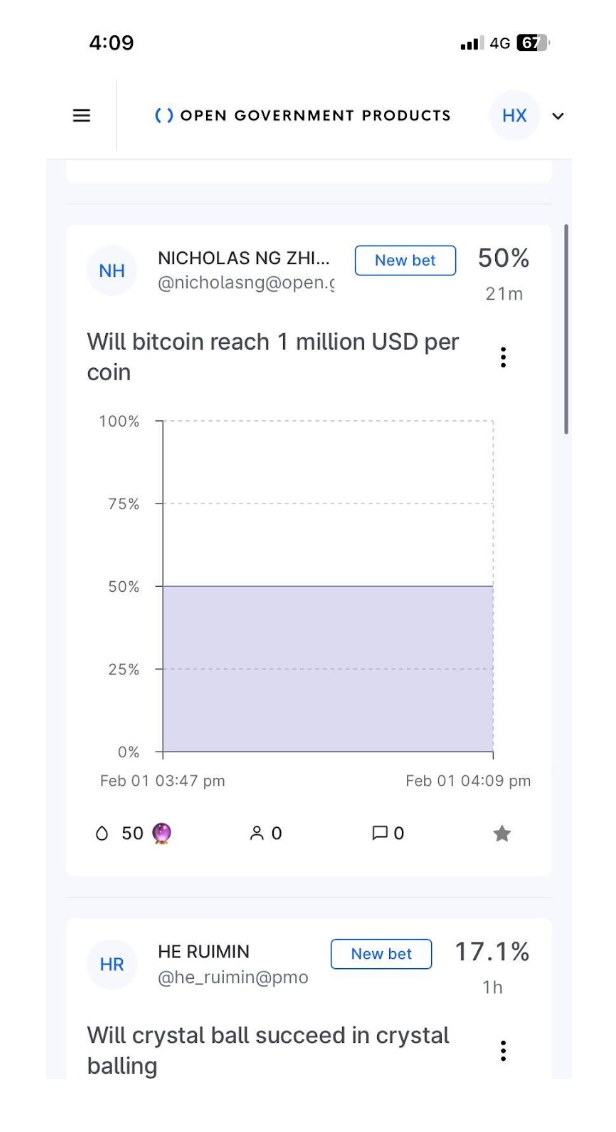 4:09
4G 67
OPEN GOVERNMENT PRODUCTS
HX
NH
NICHOLAS NG ZHI...
@nicholasng@open.g
New bet
50%
21m
Will bitcoin reach 1 million USD per
coin
100%
75%
50%
25%
0%
Feb 01 03:47 pm
Feb 01 04:09 pm
50
0
0
HR
HE RUIMIN
@he_ruimin@pmo
New bet
17.1%
1h
Will crystal ball succeed in crystal
balling